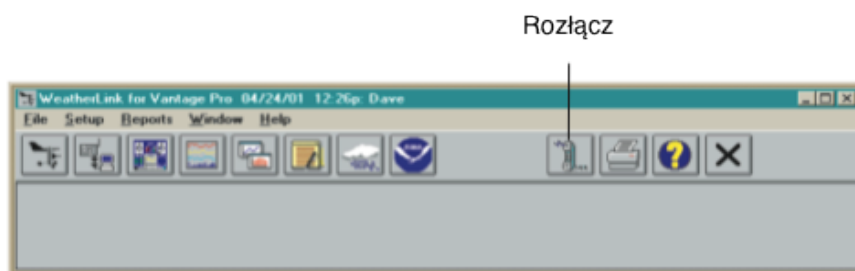 Rozłącz
WeatherLink for Vantage Pro 04/24/01 12:26p: Dave
File Setup Reports Window Help